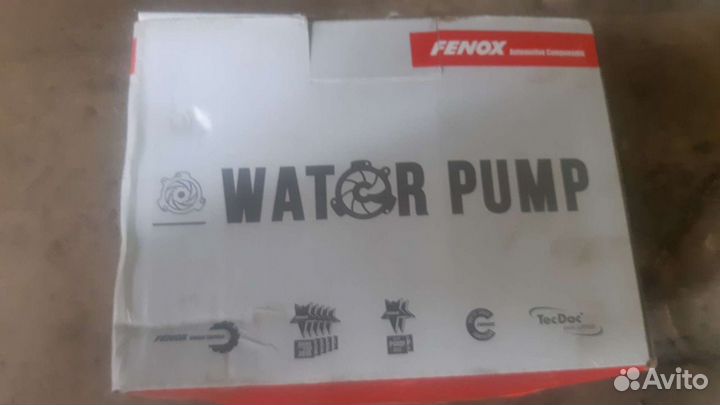 FENOX Automotive Components
WATER PUMP
FENOX
TecDoc
Avito